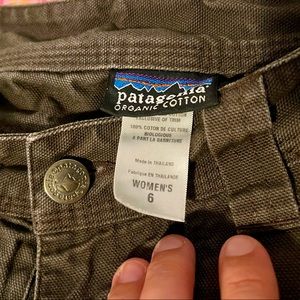 patagonia
ORGANIC COTTON
EXCLUSIVE OF TRIM
100% COTON DE CULTURE
BIOLOGIQUE
A PART LA GARNITURE
Made in THAILAND
Fabriqué EN THAILANDE
WOMEN'S
6